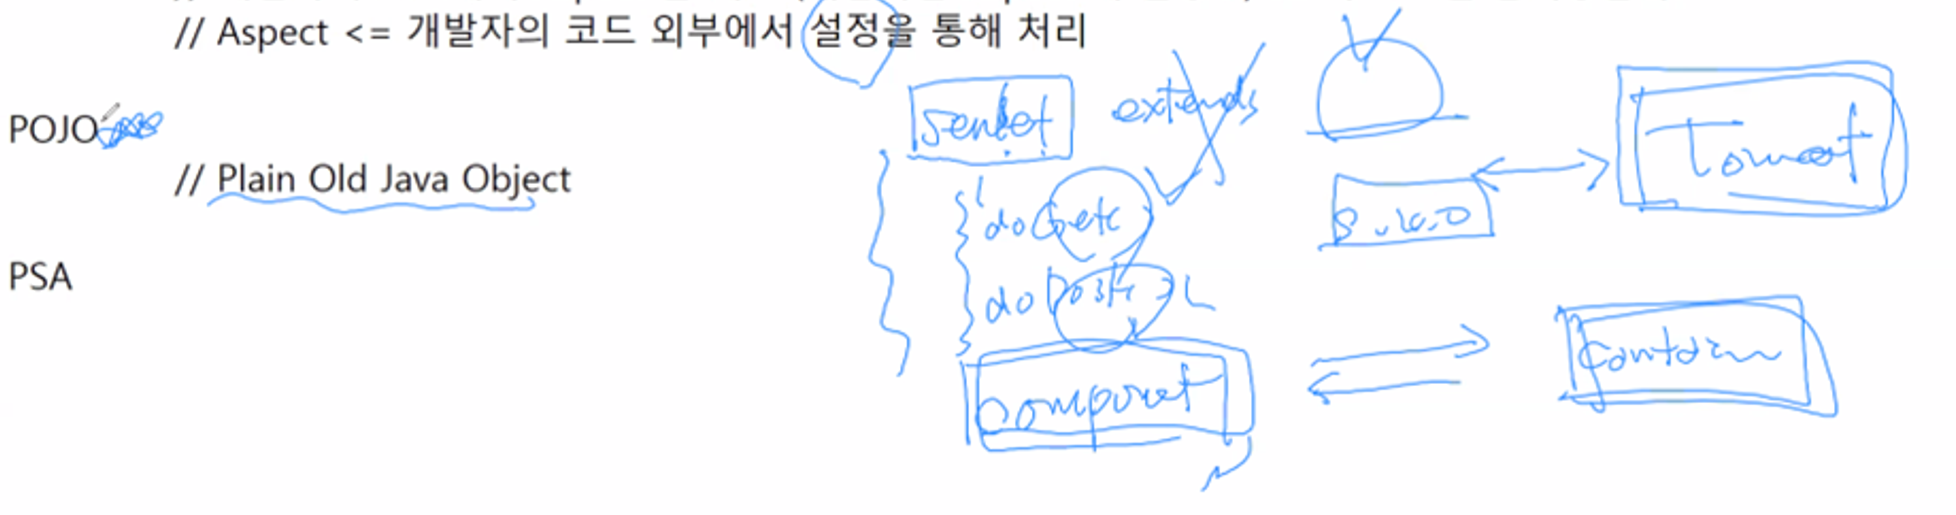 // Aspect <= 개발자의 코드 외부에서 설정을 통해 처리
servlet extends
POJO
Tomcat
// Plain Old Java Object
doGet
doPost
PSA
Component